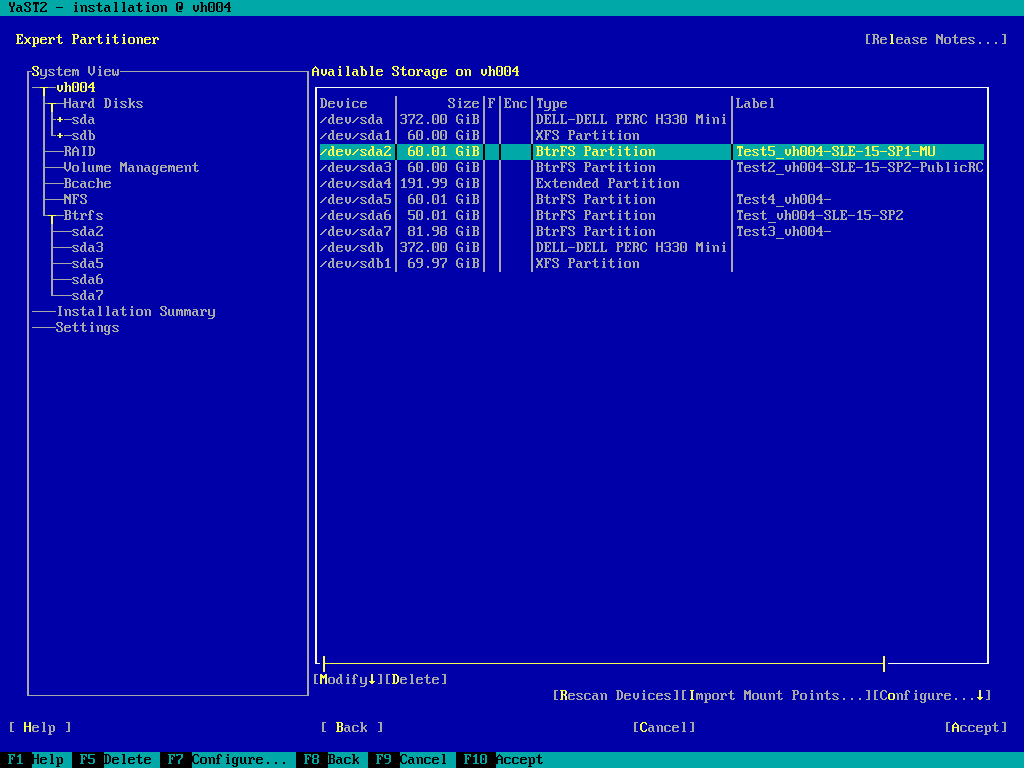 YaST2 - installation @ vh004
Expert Partitioner [Release Notes...]
System View
vh004
Hard Disks
+-sda
+-sdb
RAID
Volume Management
Bcache
NFS
Btrfs
sda2
sda3
sda5
sda6
sda7
Installation Summary
Settings
Available Storage on vh004
Device | Size|F|Enc|Type |Label
/dev/sda |372.00 GiB| | |DELL-DELL PERC H330 Mini|
/dev/sda1| 60.00 GiB| | |XFS Partition |
/dev/sda2| 60.01 GiB| | |BtrFS Partition |Test5_vh004-SLE-15-SP1-MU
/dev/sda3| 60.00 GiB| | |BtrFS Partition |Test2_vh004-SLE-15-SP2-PublicRC
/dev/sda4|191.99 GiB| | |Extended Partition |
/dev/sda5| 60.01 GiB| | |BtrFS Partition |Test4_vh004-
/dev/sda6| 50.01 GiB| | |BtrFS Partition |Test_vh004-SLE-15-SP2
/dev/sda7| 81.98 GiB| | |BtrFS Partition |Test3_vh004-
/dev/sdb |372.00 GiB| | |DELL-DELL PERC H330 Mini|
/dev/sdb1| 69.97 GiB| | |XFS Partition |
[Modify↓][Delete]
[Rescan Devices][Import Mount Points...][Configure...↓]
[ Help ] [ Back ] [Cancel] [Accept]
F1 Help F5 Delete F7 Configure... F8 Back F9 Cancel F10 Accept